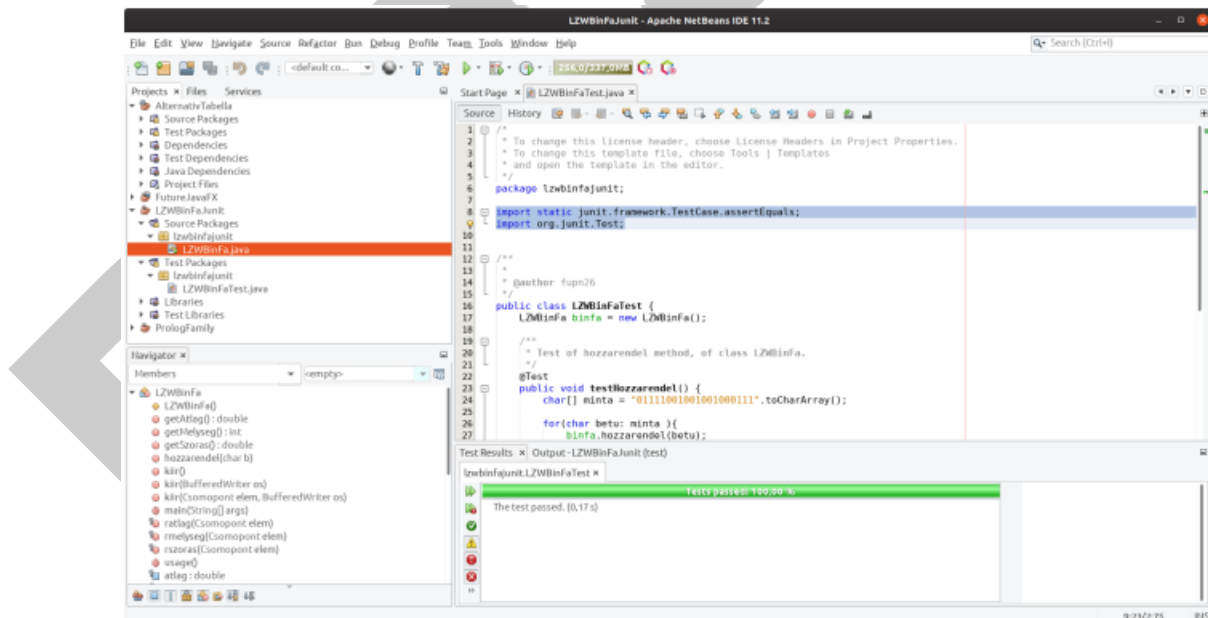 LZWBinFaJunit - Apache NetBeans IDE 11.2
File Edit View Navigate Source Refactor Run Debug Profile Team Tools Window Help
Search (Ctrl+I)
<default co...
256,0/337,0MB
Projects × Files Services
Start Page × LZWBinFaTest.java ×
AlternativTabella
Source Packages
Test Packages
Dependencies
Test Dependencies
Java Dependencies
Project Files
FutureJavaFX
LZWBinFaJunit
Source Packages
lzwbinfajunit
LZWBinFa.java
Test Packages
lzwbinfajunit
LZWBinFaTest.java
Libraries
Test Libraries
PrologFamily
Source History
1 /*
2 * To change this license header, choose License Headers in Project Properties.
3 * To change this template file, choose Tools | Templates
4 * and open the template in the editor.
5 */
6 package lzwbinfajunit;
7
8 import static junit.framework.TestCase.assertEquals;
import org.junit.Test;
10
11
12 /**
13 *
14 * @author fupn26
15 */
16 public class LZWBinFaTest {
17 LZWBinFa binfa = new LZWBinFa();
18
19 /**
20 * Test of hozzarendel method, of class LZWBinFa.
21 */
22 @Test
23 public void testHozzarendel() {
24 char[] minta = "01111001001001000111".toCharArray();
25
26 for(char betu: minta ){
27 binfa.hozzarendel(betu);
Navigator ×
Members <empty>
LZWBinFa
LZWBinFa()
getAtlag() : double
getMelyseg() : int
getSzoras() : double
hozzarendel(char b)
kiir()
kiir(BufferedWriter os)
kiir(Csomopont elem, BufferedWriter os)
main(String[] args)
ratlag(Csomopont elem)
rmelyseg(Csomopont elem)
rszoras(Csomopont elem)
usage()
atlag : double
Test Results × Output - LZWBinFaJunit (test)
lzwbinfajunit.LZWBinFaTest ×
Tests passed: 100,00 %
The test passed. (0,17 s)
9:23/2:75 INS